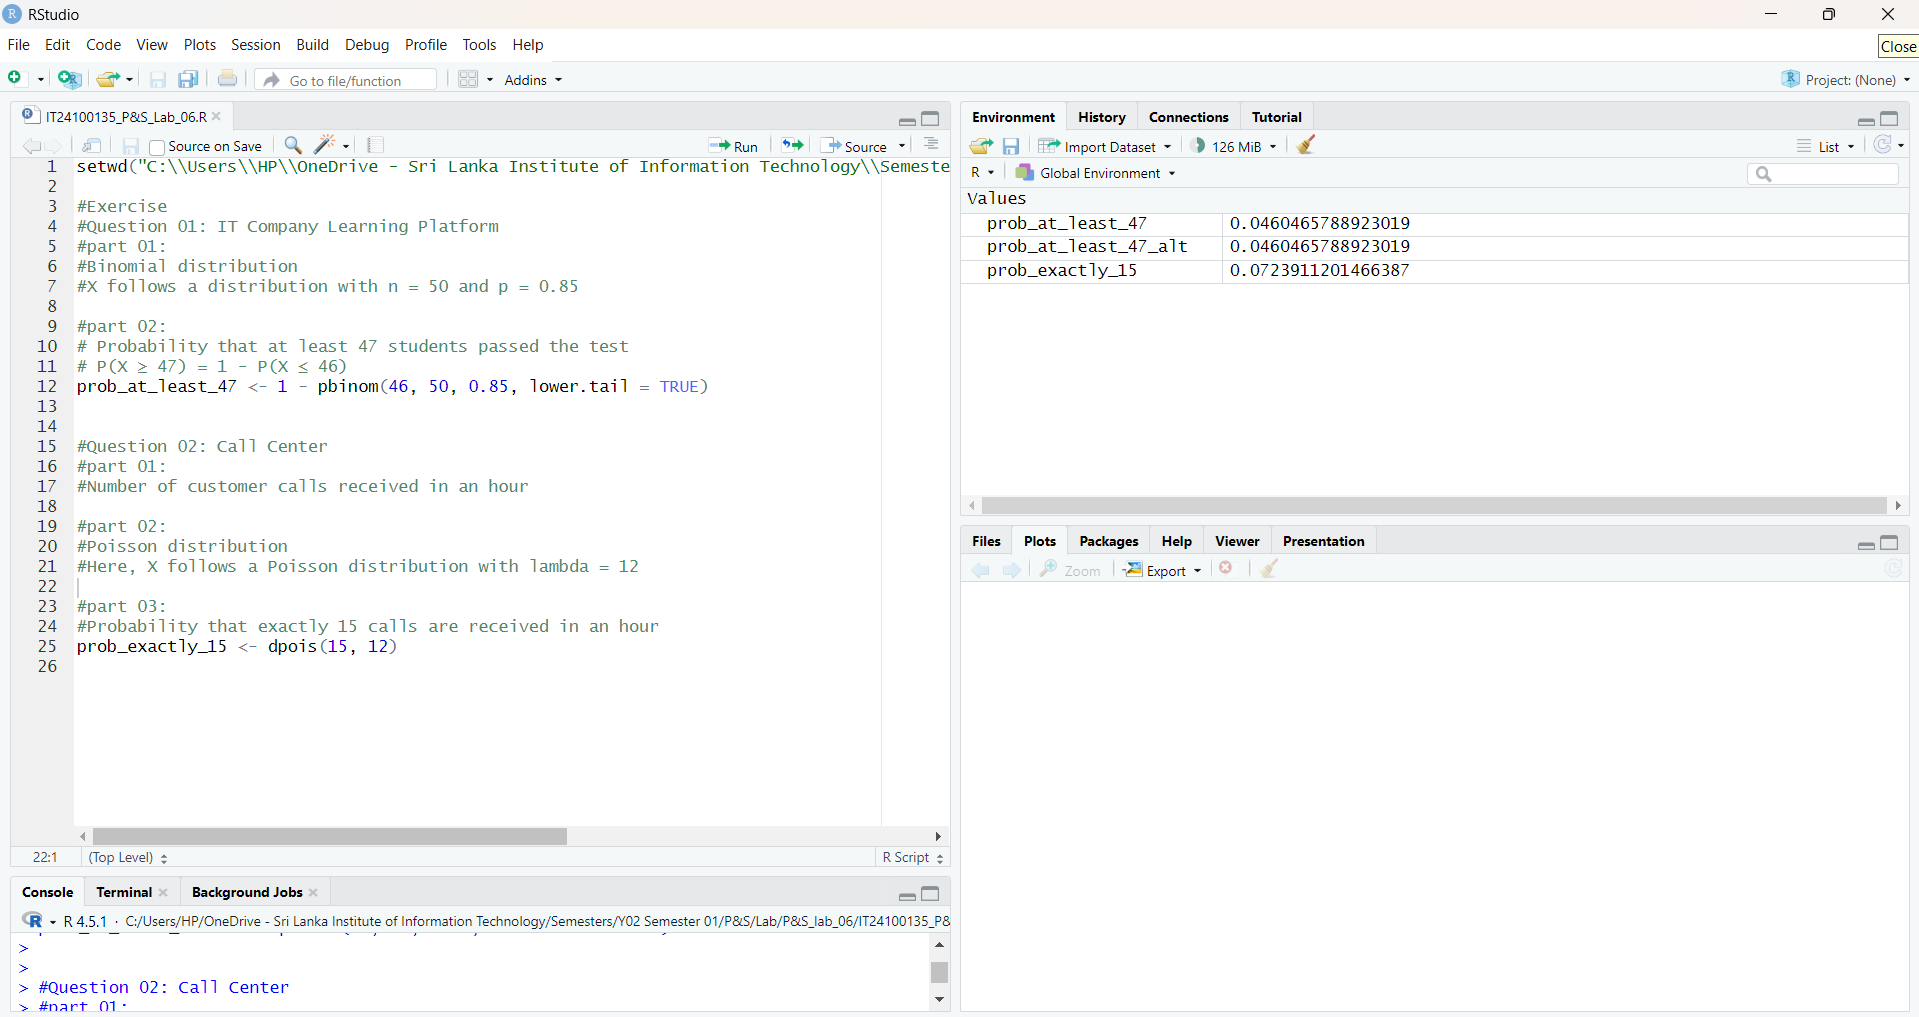 RStudio
File Edit Code View Plots Session Build Debug Profile Tools Help
Close
Go to file/function Addins Project: (None)
IT24100135_P&S_Lab_06.R
Source on Save Run Source
1 setwd("C:\\Users\\HP\\OneDrive - Sri Lanka Institute of Information Technology\\Semeste
2
3 #Exercise
4 #Question 01: IT Company Learning Platform
5 #part 01:
6 #Binomial distribution
7 #X follows a distribution with n = 50 and p = 0.85
8
9 #part 02:
10 # Probability that at least 47 students passed the test
11 # P(X ≥ 47) = 1 - P(X ≤ 46)
12 prob_at_least_47 <- 1 - pbinom(46, 50, 0.85, lower.tail = TRUE)
13
14
15 #Question 02: Call Center
16 #part 01:
17 #Number of customer calls received in an hour
18
19 #part 02:
20 #Poisson distribution
21 #Here, X follows a Poisson distribution with lambda = 12
22
23 #part 03:
24 #Probability that exactly 15 calls are received in an hour
25 prob_exactly_15 <- dpois(15, 12)
26
22:1 (Top Level) R Script
Console Terminal Background Jobs
R 4.5.1 · C:/Users/HP/OneDrive - Sri Lanka Institute of Information Technology/Semesters/Y02 Semester 01/P&S/Lab/P&S_lab_06/IT24100135_P&
>
>
> #Question 02: Call Center
> #part 01:
Environment History Connections Tutorial
Import Dataset 126 MiB List
R Global Environment
Values
prob_at_least_47 0.0460465788923019
prob_at_least_47_alt 0.0460465788923019
prob_exactly_15 0.0723911201466387
Files Plots Packages Help Viewer Presentation
Zoom Export